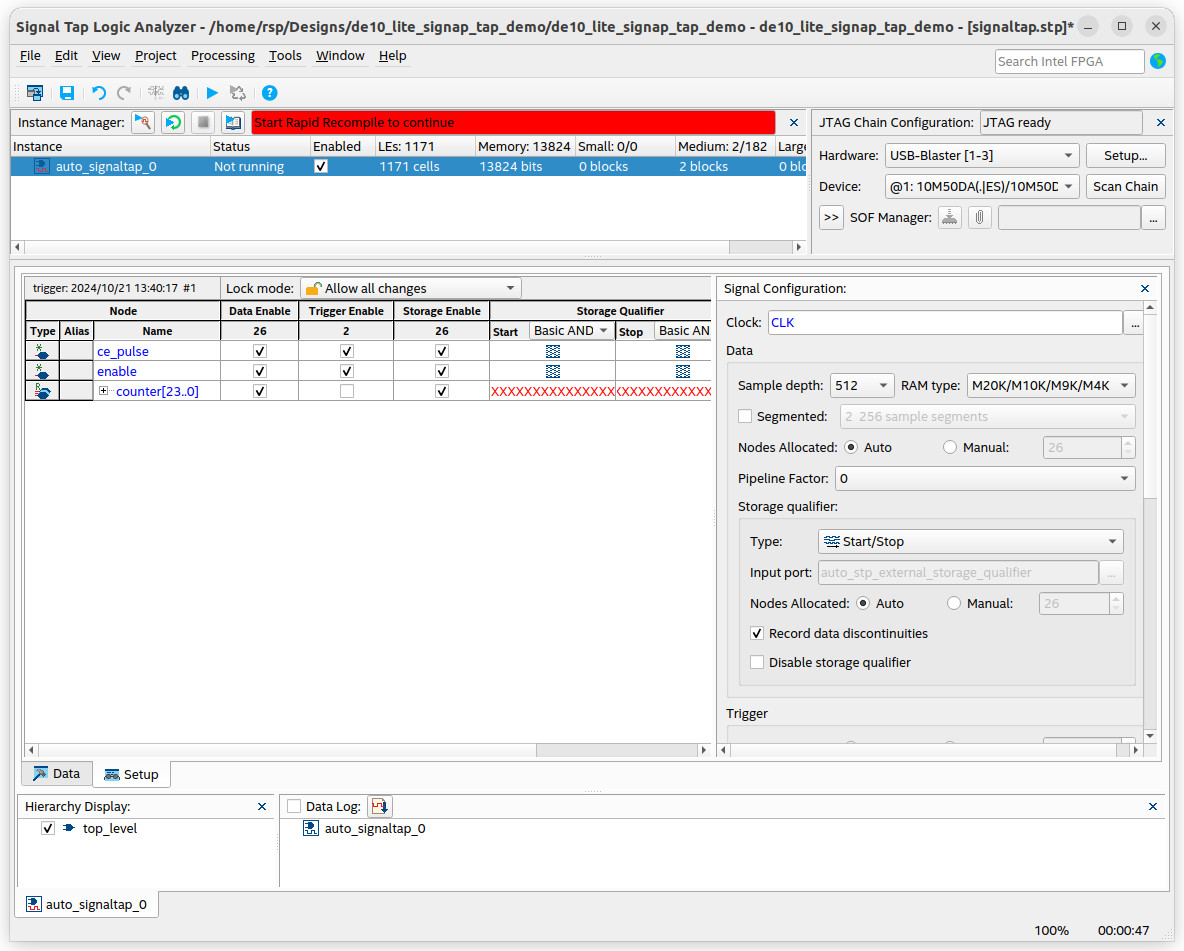 Signal Tap Logic Analyzer - /home/rsp/Designs/de10_lite_signap_tap_demo/de10_lite_signap_tap_demo - de10_lite_signap_tap_demo - [signaltap.stp]*
File Edit View Project Processing Tools Window Help
Search Intel FPGA
Instance Manager: Start Rapid Recompile to continue
Instance Status Enabled LEs: 1171 Memory: 13824 Small: 0/0 Medium: 2/182 Large
auto_signaltap_0 Not running 1171 cells 13824 bits 0 blocks 2 blocks 0 blo
JTAG Chain Configuration: JTAG ready
Hardware: USB-Blaster [1-3] Setup...
Device: @1: 10M50DA(.|ES)/10M50D Scan Chain
>> SOF Manager: ...
trigger: 2024/10/21 13:40:17 #1 Lock mode: Allow all changes
Node Data Enable Trigger Enable Storage Enable Storage Qualifier
Type Alias Name 26 2 26 Start Basic AND Stop Basic AN
ce_pulse
enable
counter[23..0] XXXXXXXXXXXXXX XXXXXXXXXXX
Signal Configuration:
Clock: CLK ...
Data
Sample depth: 512 RAM type: M20K/M10K/M9K/M4K
Segmented: 2 256 sample segments
Nodes Allocated: Auto Manual: 26
Pipeline Factor: 0
Storage qualifier:
Type: Start/Stop
Input port: auto_stp_external_storage_qualifier ...
Nodes Allocated: Auto Manual: 26
Record data discontinuities
Disable storage qualifier
Trigger
Data Setup
Hierarchy Display:
top_level
Data Log:
auto_signaltap_0
auto_signaltap_0
100% 00:00:47